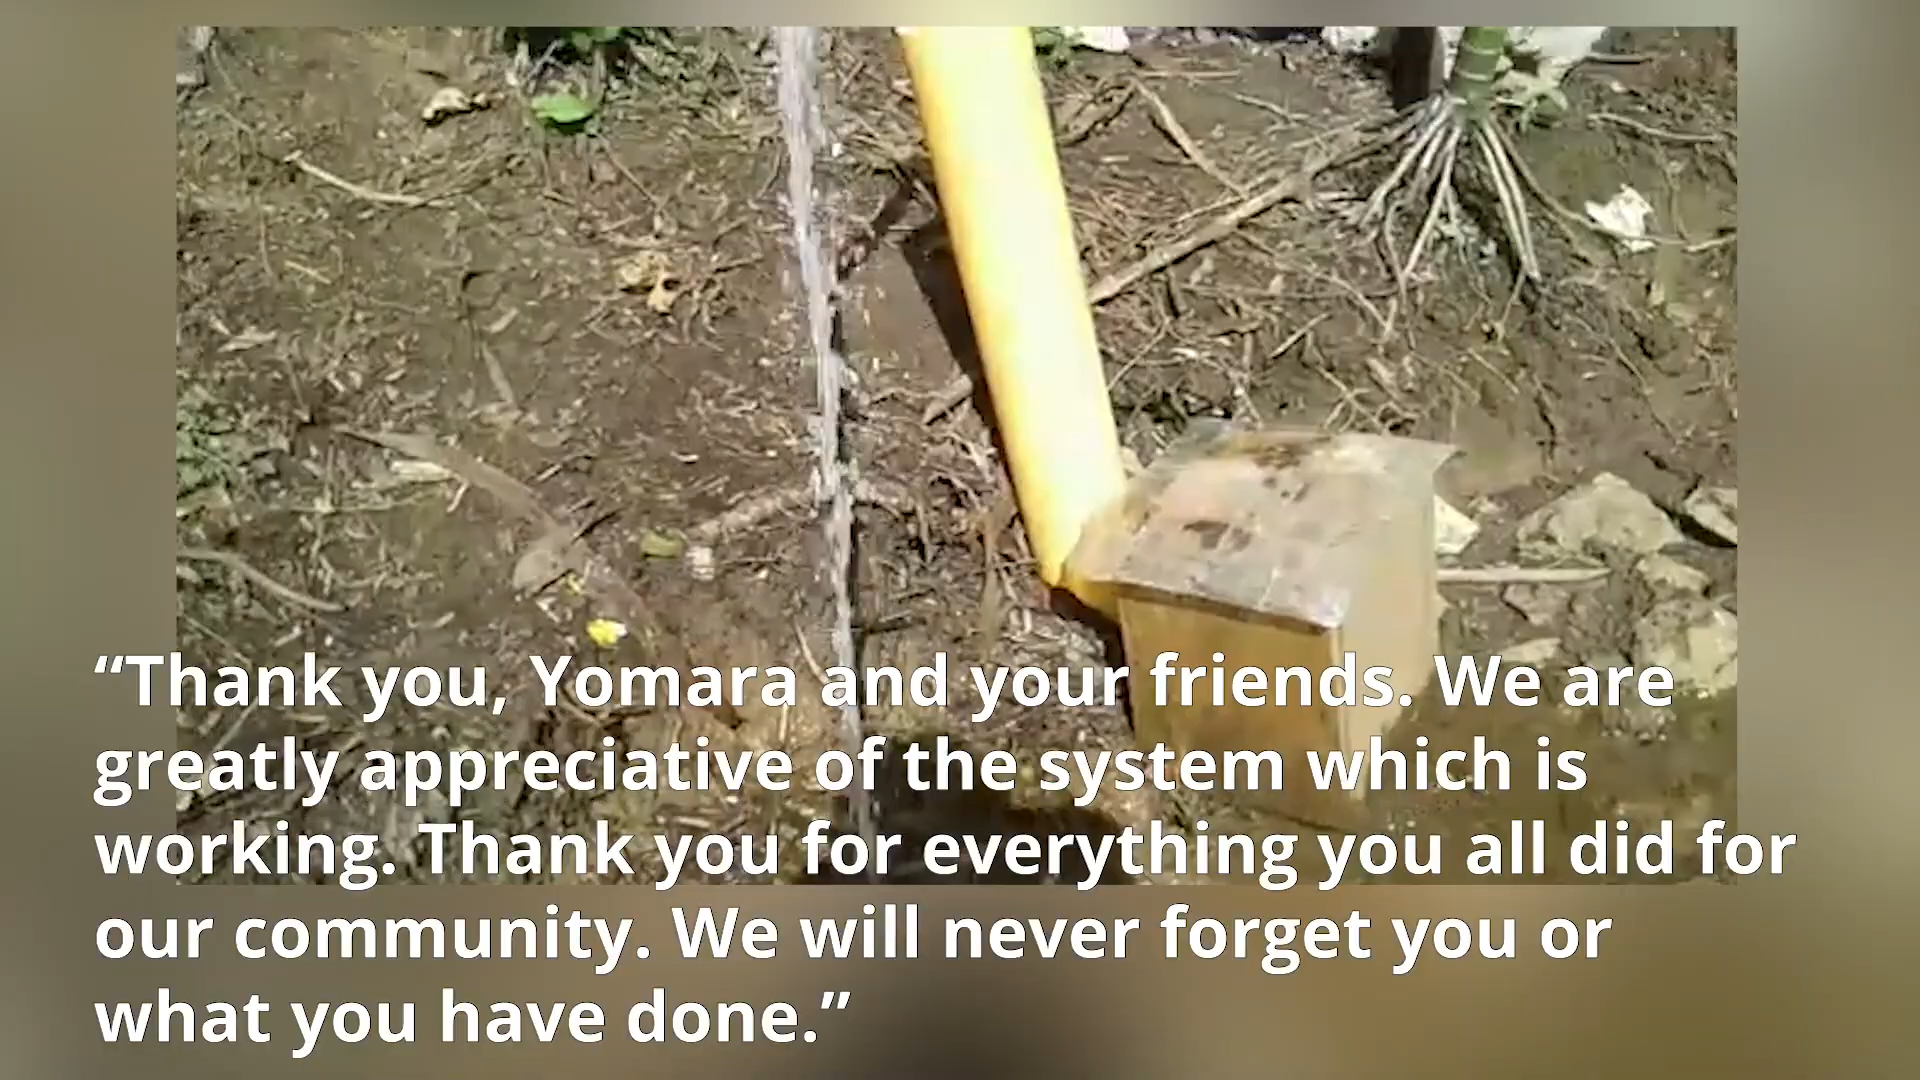 “Thank you, Yomara and your friends. We are
greatly appreciative of the system which is
working. Thank you for everything you all did for
our community. We will never forget you or
what you have done.”